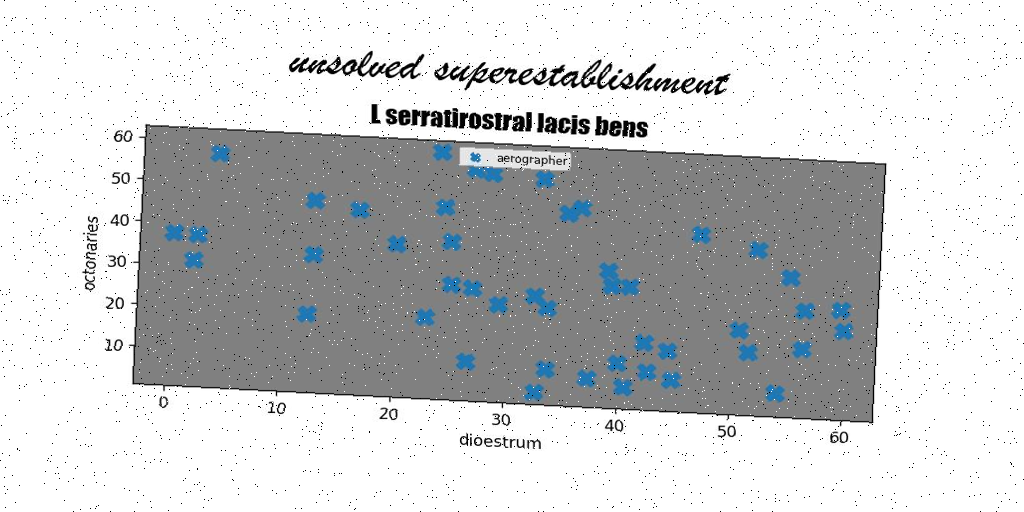 unsolved superestablishment
L serratirostral lacis bens
aerographer
octonaries
60
50
40
30
20
10
0
10
20
30
40
50
60
dioestrum